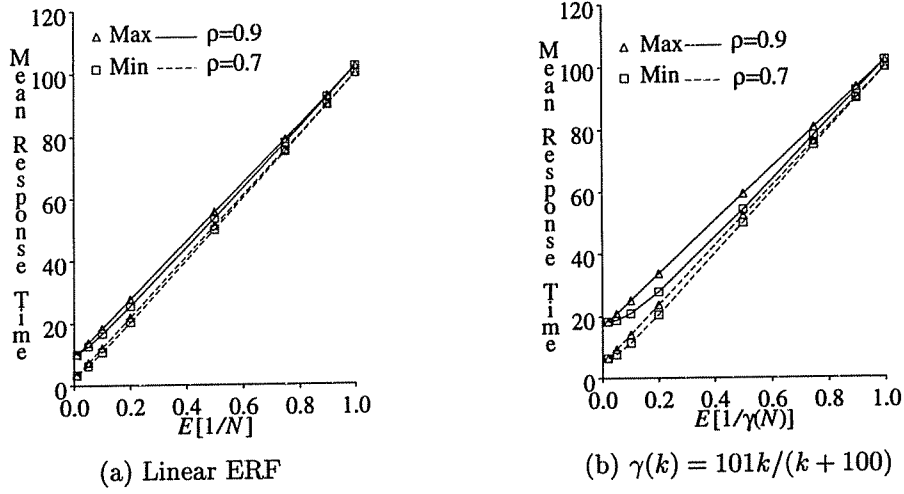 120
100
80
60
40
20
0
Mean Response Time
Max ρ=0.9
Min ρ=0.7
0.0 0.2 0.4 0.6 0.8 1.0
E[1/N]
(a) Linear ERF
120
100
80
60
40
20
0
Mean Response Time
Max ρ=0.9
Min ρ=0.7
0.0 0.2 0.4 0.6 0.8 1.0
E[1/γ(N)]
(b) γ(k) = 101k/(k + 100)